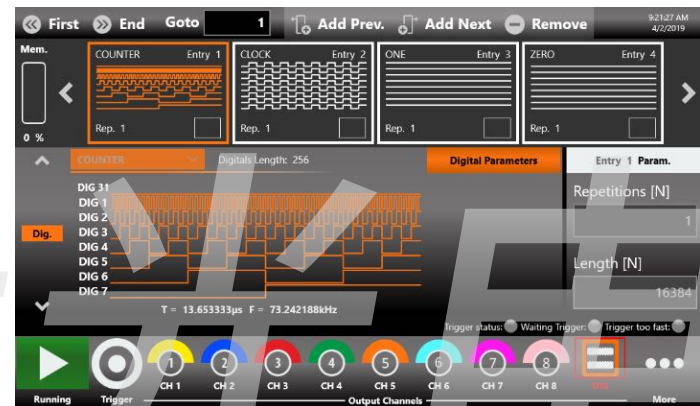 First End Goto 1 Add Prev. Add Next Remove 9:21:27 AM
4/2/2019
Mem.
COUNTER Entry 1 CLOCK Entry 2 ONE Entry 3 ZERO Entry 4
Rep. 1 Rep. 1 Rep. 1 Rep. 1
0 %
COUNTER Digitals Length: 256 Digital Parameters Entry 1 Param.
DIG 31
DIG 1
DIG 2
Dig. DIG 3
DIG 4
DIG 5
DIG 6
DIG 7
Repetitions [N]
1
Length [N]
16384
T = 13.653333µs F = 73.242188kHz
Trigger status: Waiting Trigger: Trigger too fast:
1 2 3 4 5 6 7 8
Running Trigger CH 1 CH 2 CH 3 CH 4 CH 5 CH 6 CH 7 CH 8 DIG More
Output Channels